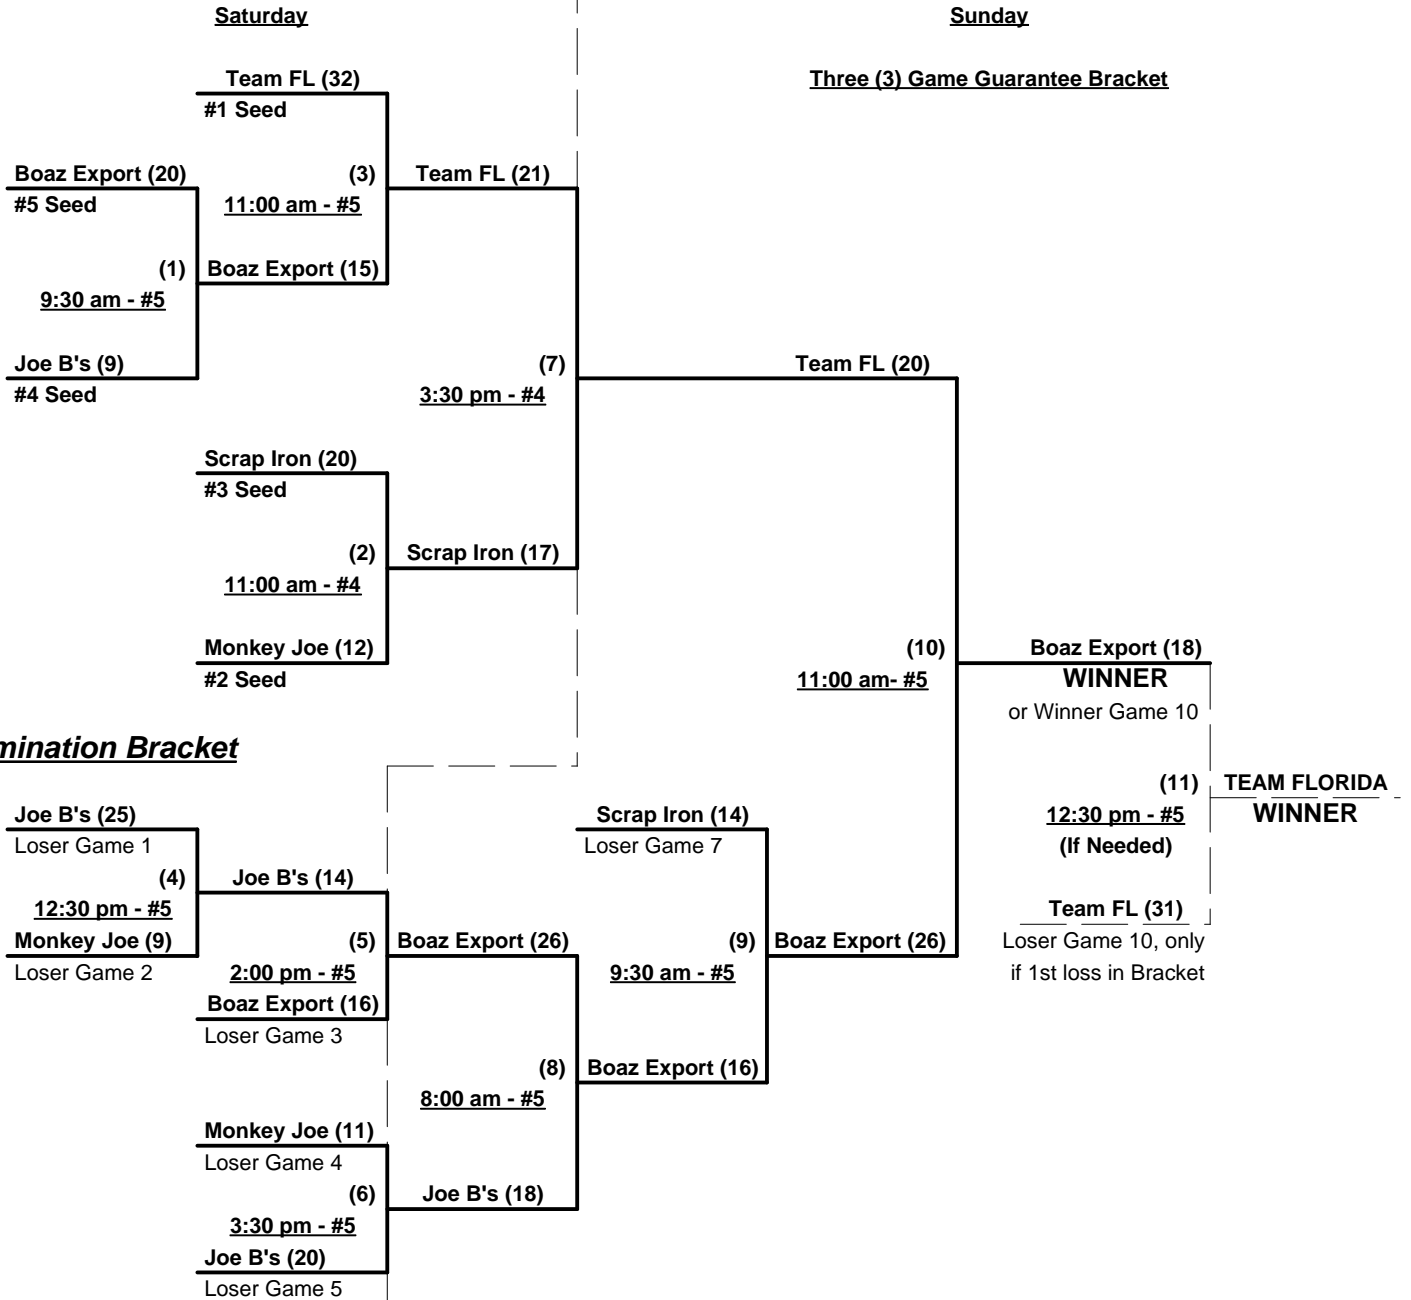 Saturday
Sunday
Team FL (32)
Three (3) Game Guarantee Bracket
#1 Seed
Boaz Export (20)
(3)
Team FL (21)
#5 Seed
11:00 am - #5
(1)
Boaz Export (15)
9:30 am - #5
Joe B's (9)
(7)
Team FL (20)
#4 Seed
3:30 pm - #4
Scrap Iron (20)
#3 Seed
(2)
Scrap Iron (17)
11:00 am - #4
Monkey Joe (12)
(10)
Boaz Export (18)
#2 Seed
11:00 am- #5
WINNER
or Winner Game 10
mination Bracket
(11)
TEAM FLORIDA
Joe B's (25)
Scrap Iron (14)
12:30 pm - #5
WINNER
Loser Game 1
Loser Game 7
(If Needed)
(4)
Joe B's (14)
12:30 pm - #5
Team FL (31)
Monkey Joe (9)
(5)
Boaz Export (26)
(9)
Boaz Export (26)
Loser Game 10, only
Loser Game 2
2:00 pm - #5
9:30 am - #5
if 1st loss in Bracket
Boaz Export (16)
Loser Game 3
(8)
Boaz Export (16)
8:00 am - #5
Monkey Joe (11)
Loser Game 4
(6)
Joe B's (18)
3:30 pm - #5
Joe B's (20)
Loser Game 5